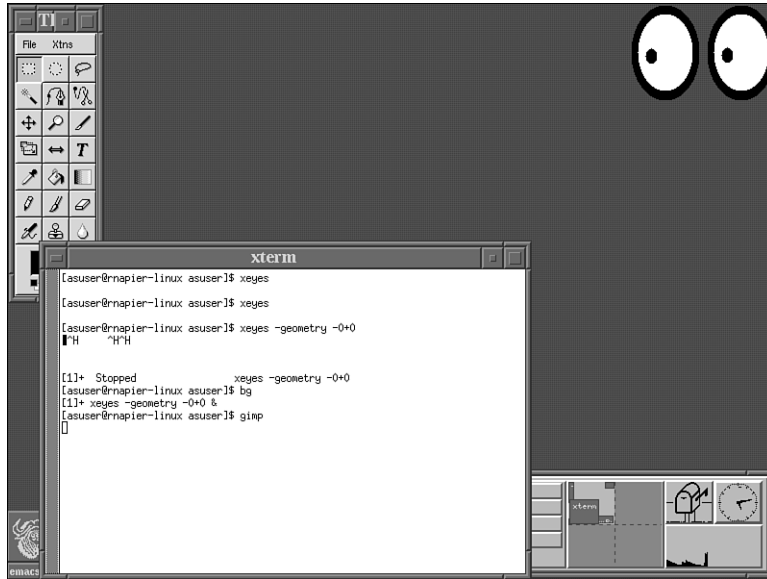 Tl
File Xtns
T
xterm
[asuser@rnapier-linux asuser]$ xeyes
[asuser@rnapier-linux asuser]$ xeyes
[asuser@rnapier-linux asuser]$ xeyes -geometry -0+0
^H ^H^H
[1]+ Stopped xeyes -geometry -0+0
[asuser@rnapier-linux asuser]$ bg
[1]+ xeyes -geometry -0+0 &
[asuser@rnapier-linux asuser]$ gimp
xterm
emacs